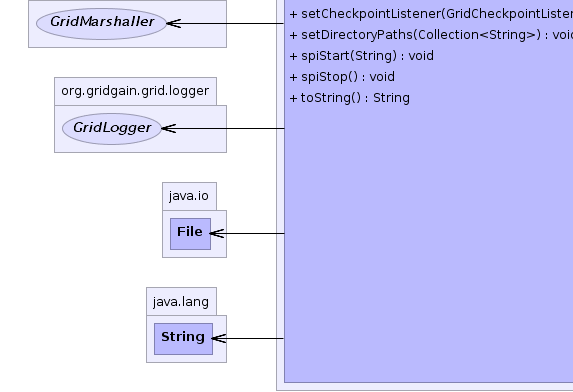 GridMarshaller
+ setCheckpointListener(GridCheckpointListen
+ setDirectoryPaths(Collection<String>) : void
+ spiStart(String) : void
+ spiStop() : void
+ toString() : String
org.gridgain.grid.logger
GridLogger
java.io
File
java.lang
String